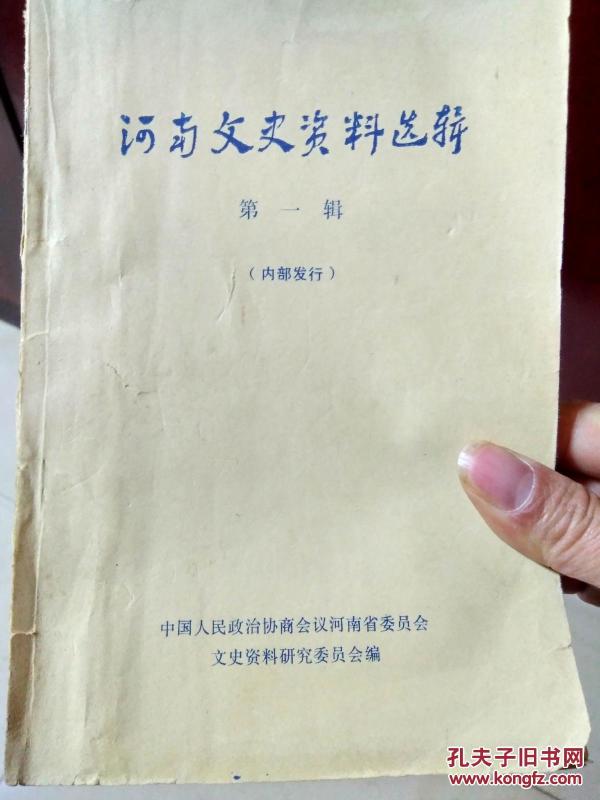 河南文史资料选辑
第一辑
（内部发行）
中国人民政治协商会议河南省委员会
文史资料研究委员会编
孔夫子旧书网
www.kongfz.com